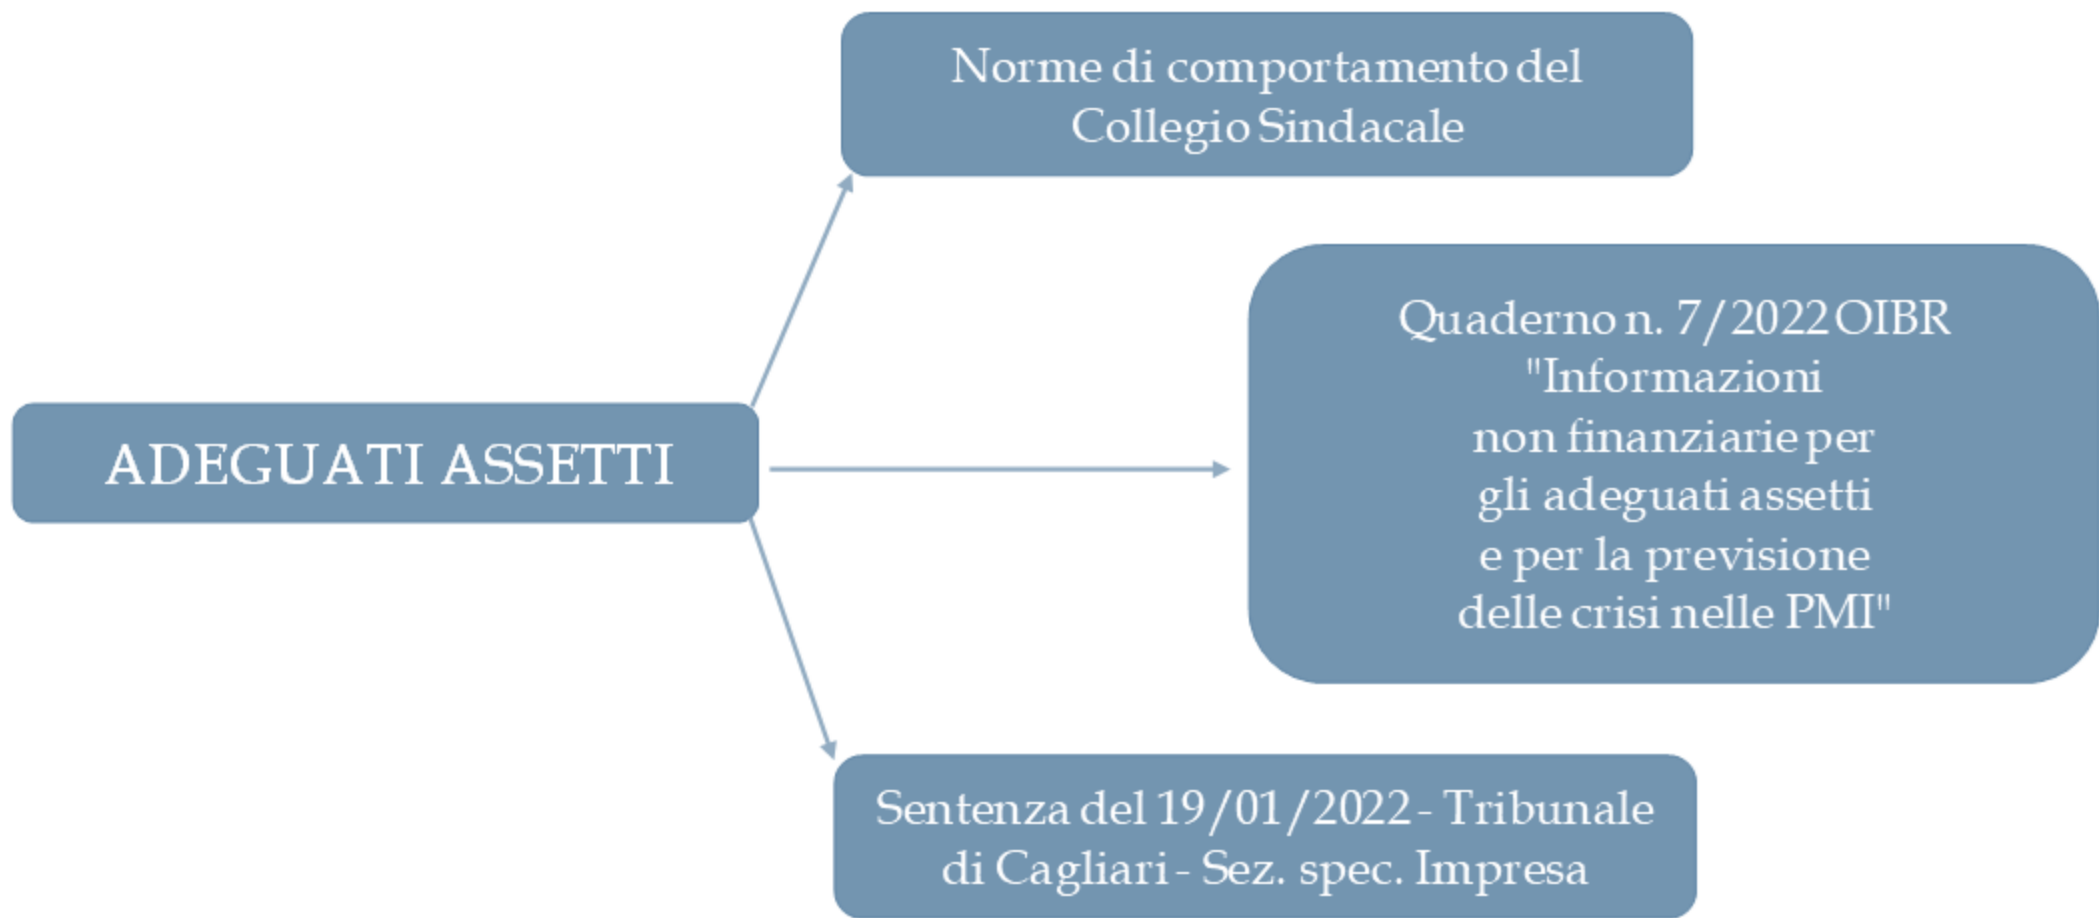 Norme di comportamento del
Collegio Sindacale
ADEGUATI ASSETTI
Quaderno n. 7/2022 OIBR
"Informazioni
non finanziarie per
gli adeguati assetti
e per la previsione
delle crisi nelle PMI"
Sentenza del 19/01/2022 - Tribunale
di Cagliari - Sez. spec. Impresa